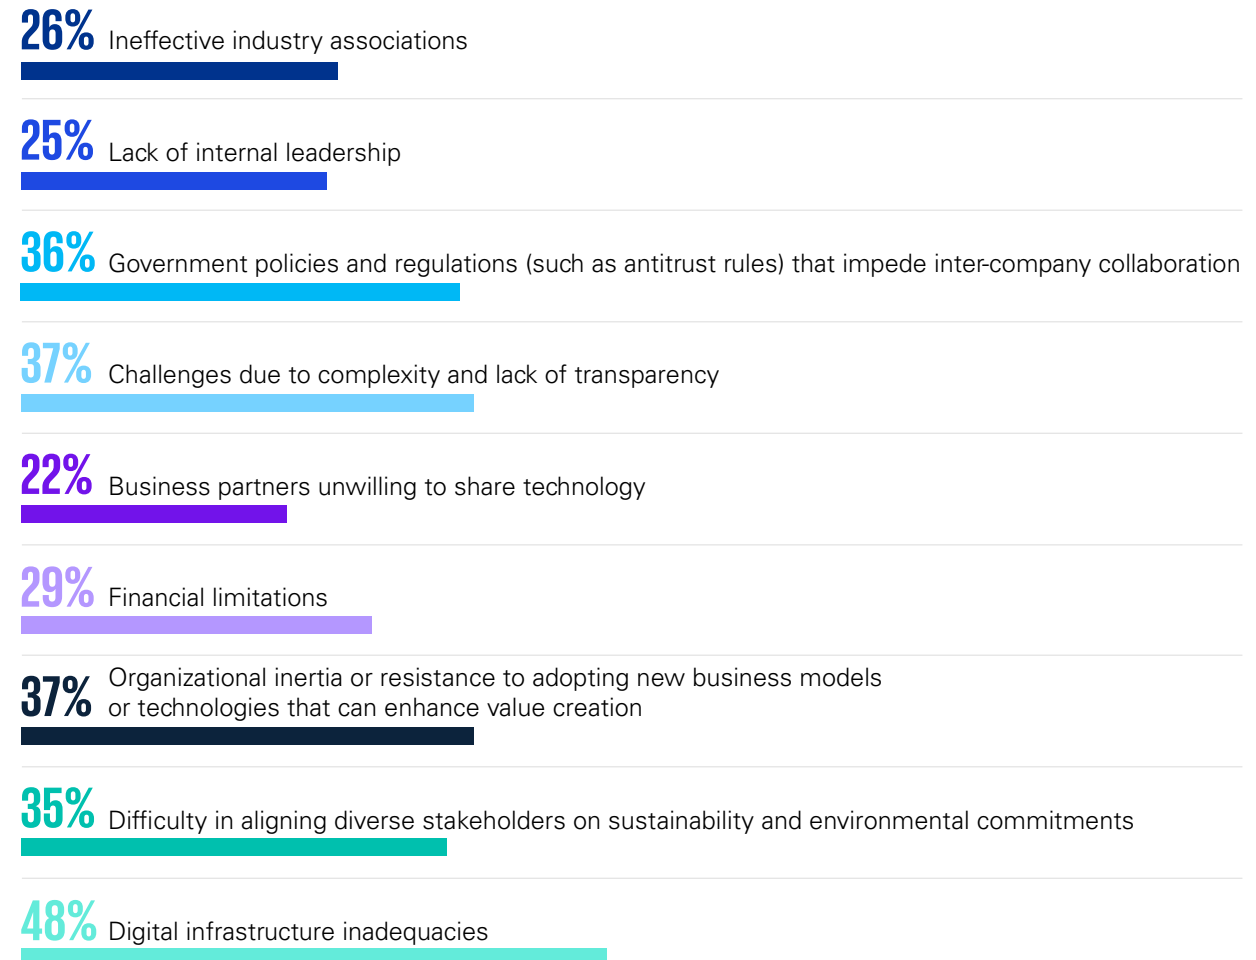 26% Ineffective industry associations
25% Lack of internal leadership
36% Government policies and regulations (such as antitrust rules) that impede inter-company collaboration
37% Challenges due to complexity and lack of transparency
22% Business partners unwilling to share technology
29% Financial limitations
37% Organizational inertia or resistance to adopting new business models
or technologies that can enhance value creation
35% Difficulty in aligning diverse stakeholders on sustainability and environmental commitments
48% Digital infrastructure inadequacies